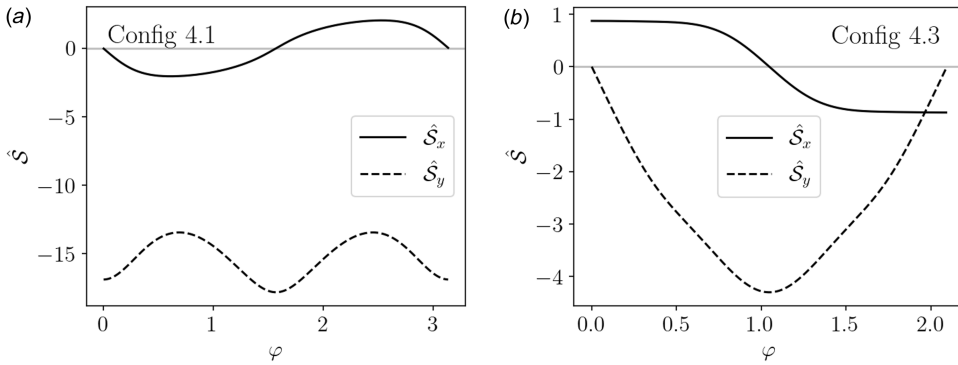 (a)
Config 4.1
0
−5
−10
−15
Ŝ
Ŝx
Ŝy
0 1 2 3
φ
(b)
Config 4.3
1
0
−1
−2
−3
−4
Ŝ
Ŝx
Ŝy
0.0 0.5 1.0 1.5 2.0
φ